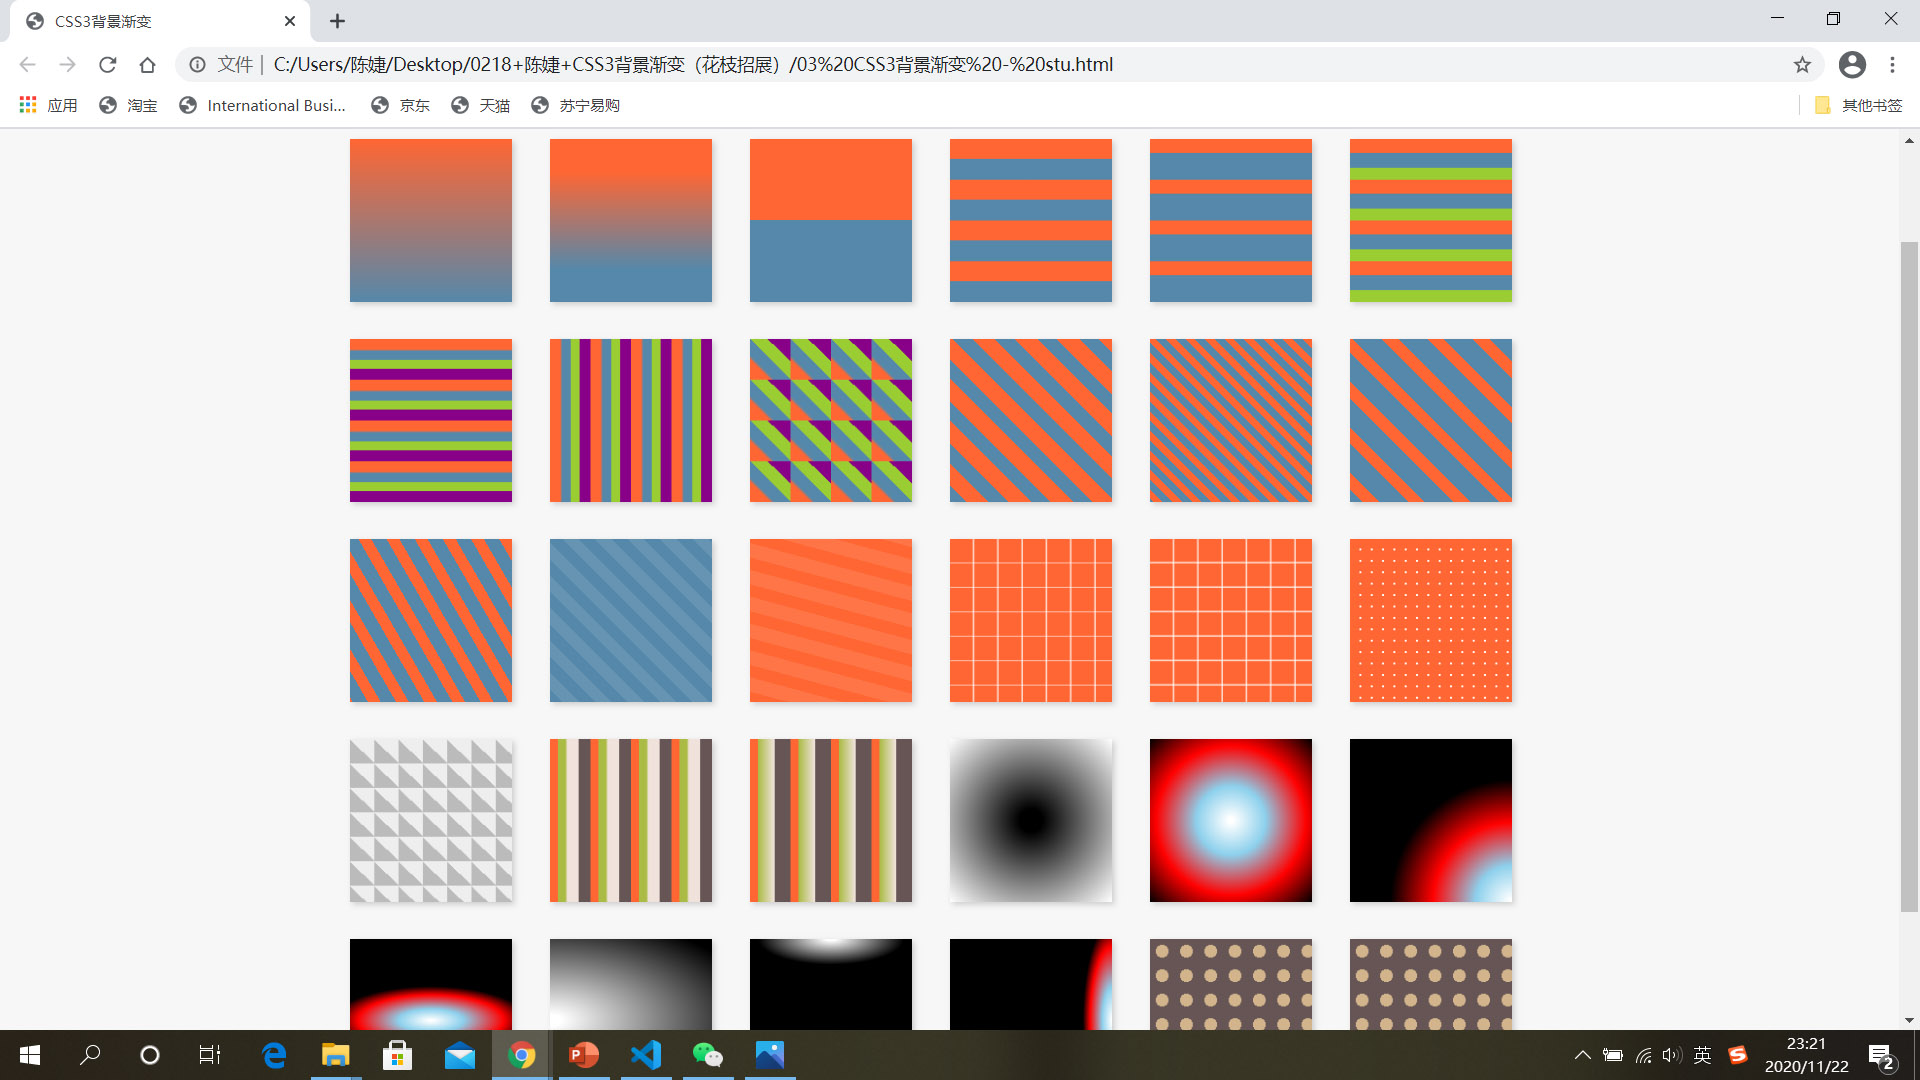 CSS3背景渐变
文件 | C:/Users/陈婕/Desktop/0218+陈婕+CSS3背景渐变（花枝招展）/03%20CSS3背景渐变%20-%20stu.html
应用 淘宝 International Busi... 京东 天猫 苏宁易购 其他书签
英 23:21
2020/11/22 2